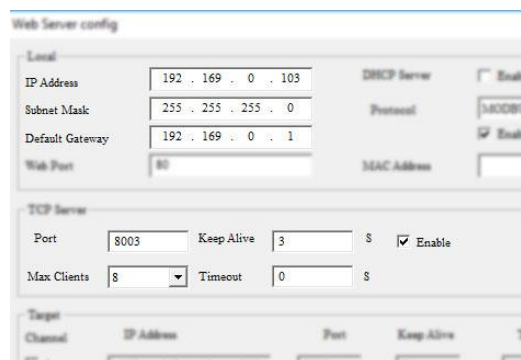 Web Server config
Local
IP Address 192 . 169 . 0 . 103 DHCP Server
Subnet Mask 255 . 255 . 255 . 0 Protocol
Default Gateway 192 . 169 . 0 . 1
Web Port 80 MAC Address
TCP Server
Port 8003 Keep Alive 3 S Enable
Max Clients 8 Timeout 0 S
Target
Channel IP Address Port Keep Alive